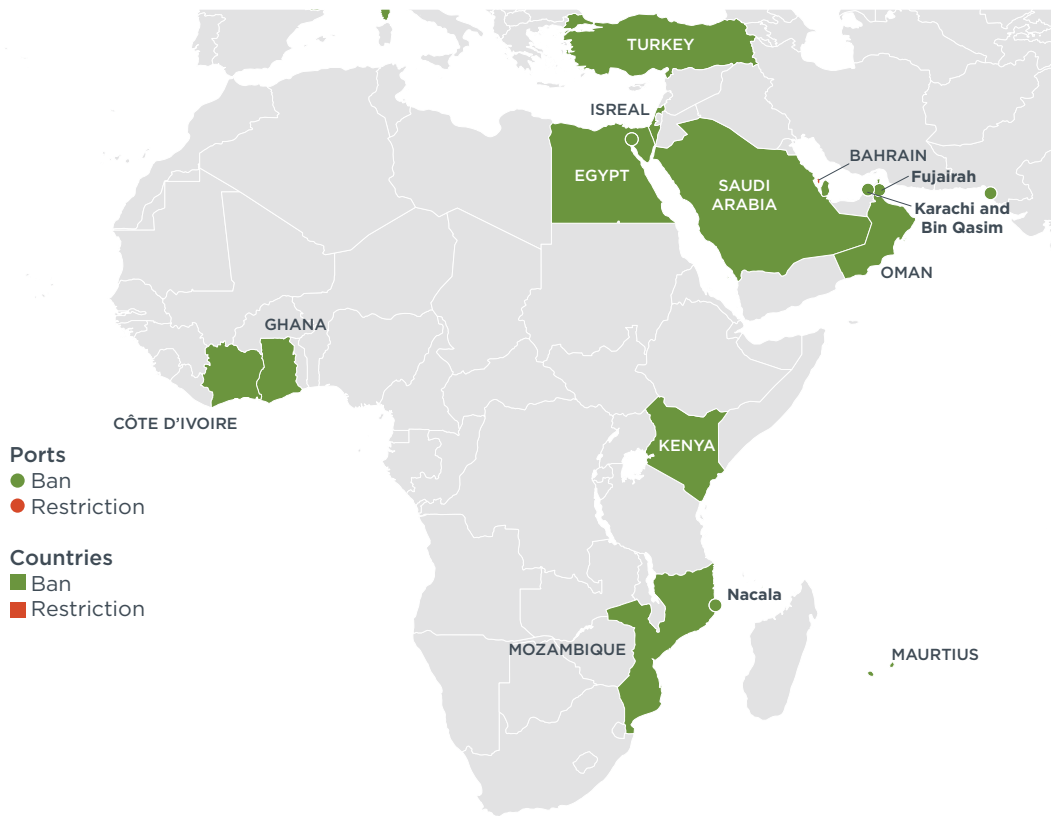 TURKEY
ISREAL
BAHRAIN
EGYPT
Fujairah
SAUDI
ARABIA
Karachi and
Bin Qasim
OMAN
GHANA
CÔTE D'IVOIRE
KENYA
Ports
Ban
Restriction
Countries
Ban
Restriction
Nacala
MOZAMBIQUE
MAURTIUS